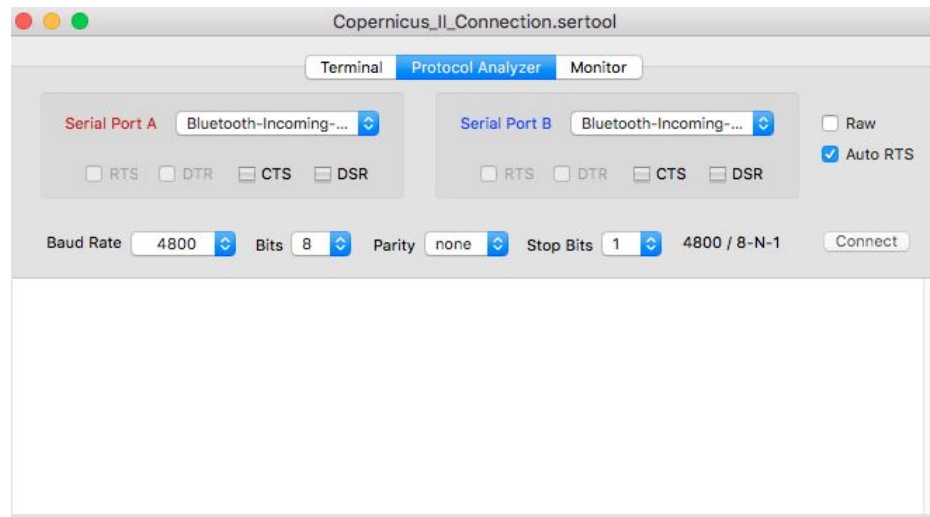 Copernicus_II_Connection.sertool
Terminal Protocol Analyzer Monitor
Serial Port A Bluetooth-Incoming-... Serial Port B Bluetooth-Incoming-... Raw
Auto RTS
RTS DTR CTS DSR RTS DTR CTS DSR
Baud Rate 4800 Bits 8 Parity none Stop Bits 1 4800 / 8-N-1 Connect